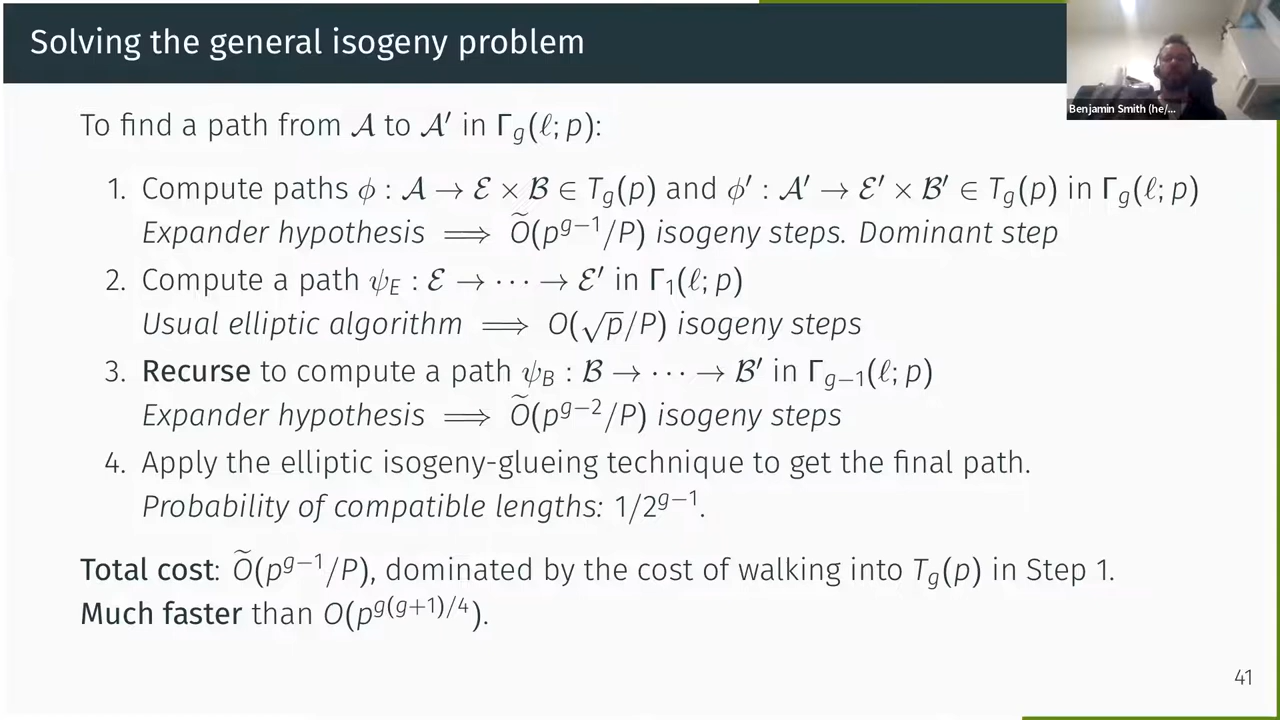 Solving the general isogeny problem
Benjamin Smith (he/...
To find a path from 𝒜 to 𝒜′ in Γ_g(ℓ; p):
1. Compute paths ϕ : 𝒜 → ℰ × ℬ ∈ T_g(p) and ϕ′ : 𝒜′ → ℰ′ × ℬ′ ∈ T_g(p) in Γ_g(ℓ; p)
Expander hypothesis ⟹ Õ(p^{g−1}/P) isogeny steps. Dominant step
2. Compute a path ψ_E : ℰ → ⋯ → ℰ′ in Γ_1(ℓ; p)
Usual elliptic algorithm ⟹ O(√p/P) isogeny steps
3. Recurse to compute a path ψ_B : ℬ → ⋯ → ℬ′ in Γ_{g−1}(ℓ; p)
Expander hypothesis ⟹ Õ(p^{g−2}/P) isogeny steps
4. Apply the elliptic isogeny-glueing technique to get the final path.
Probability of compatible lengths: 1/2^{g−1}.
Total cost: Õ(p^{g−1}/P), dominated by the cost of walking into T_g(p) in Step 1.
Much faster than O(p^{g(g+1)/4}).
41